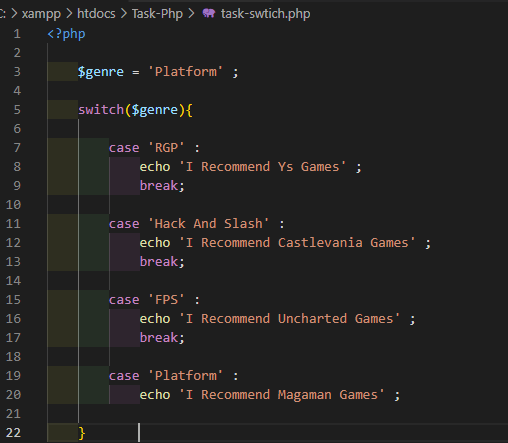 C: > xampp > htdocs > Task-Php > task-swtich.php
1 <?php
2
3 $genre = 'Platform' ;
4
5 switch($genre){
6
7 case 'RGP' :
8 echo 'I Recommend Ys Games' ;
9 break;
10
11 case 'Hack And Slash' :
12 echo 'I Recommend Castlevania Games' ;
13 break;
14
15 case 'FPS' :
16 echo 'I Recommend Uncharted Games' ;
17 break;
18
19 case 'Platform' :
20 echo 'I Recommend Magaman Games' ;
21
22 }